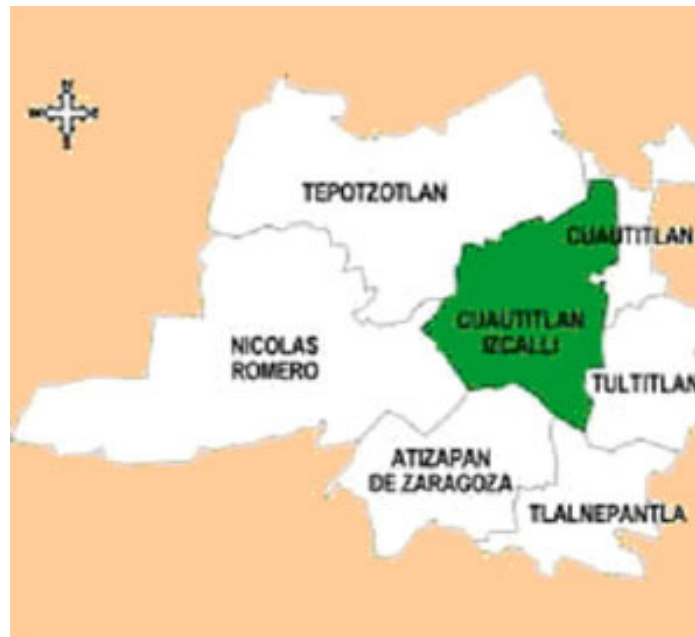 N
W E
S
TEPOTZOTLAN
CUAUTITLAN
CUAUTITLAN
IZCALLI
NICOLAS
ROMERO
TULTITLAN
ATIZAPAN
DE ZARAGOZA
TLALNEPANTLA